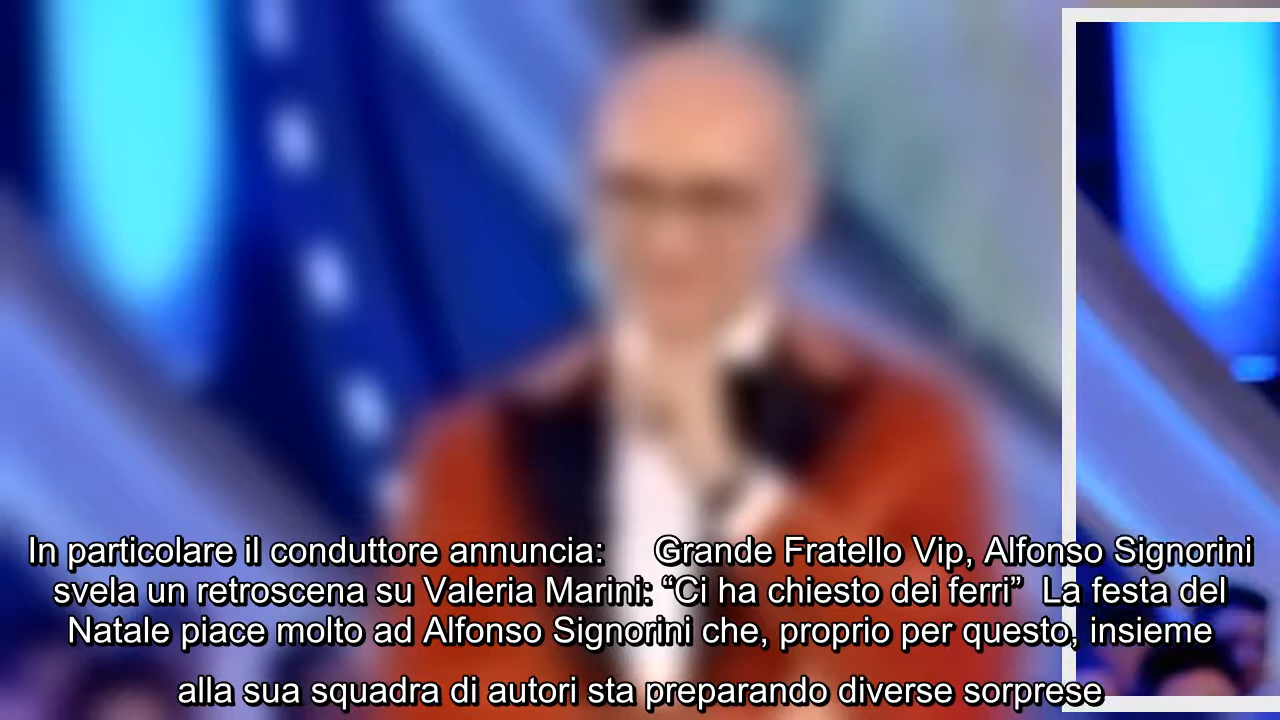 In particolare il conduttore annuncia: Grande Fratello Vip, Alfonso Signorini
svela un retroscena su Valeria Marini: “Ci ha chiesto dei ferri” La festa del
Natale piace molto ad Alfonso Signorini che, proprio per questo, insieme
alla sua squadra di autori sta preparando diverse sorprese